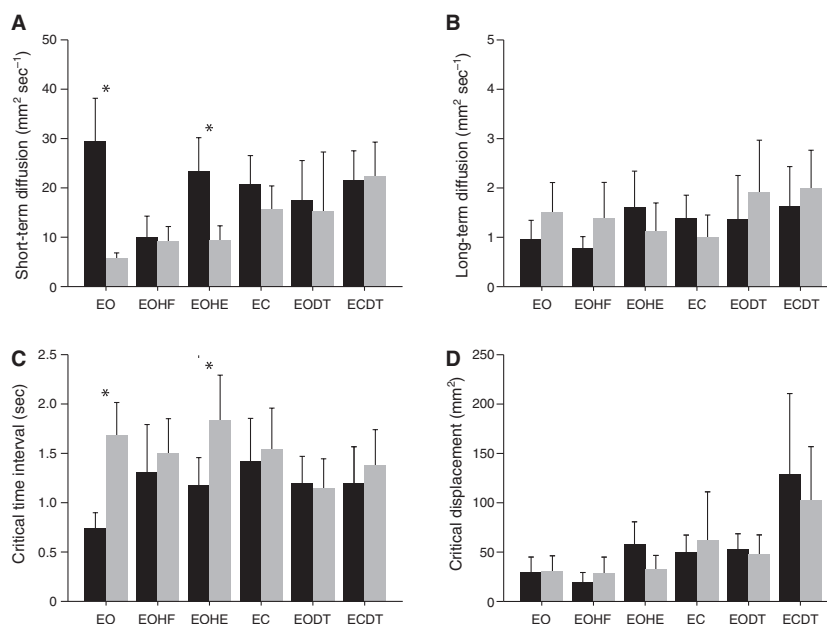 A
Short-term diffusion (mm² sec⁻¹)
50
40
30
20
10
0
*
*
EO EOHF EOHE EC EODT ECDT
B
Long-term diffusion (mm² sec⁻¹)
5
4
3
2
1
0
EO EOHF EOHE EC EODT ECDT
C
Critical time interval (sec)
2.5
2.0
1.5
1.0
0.5
0
*
*
EO EOHF EOHE EC EODT ECDT
D
Critical displacement (mm²)
250
200
150
100
50
0
EO EOHF EOHE EC EODT ECDT